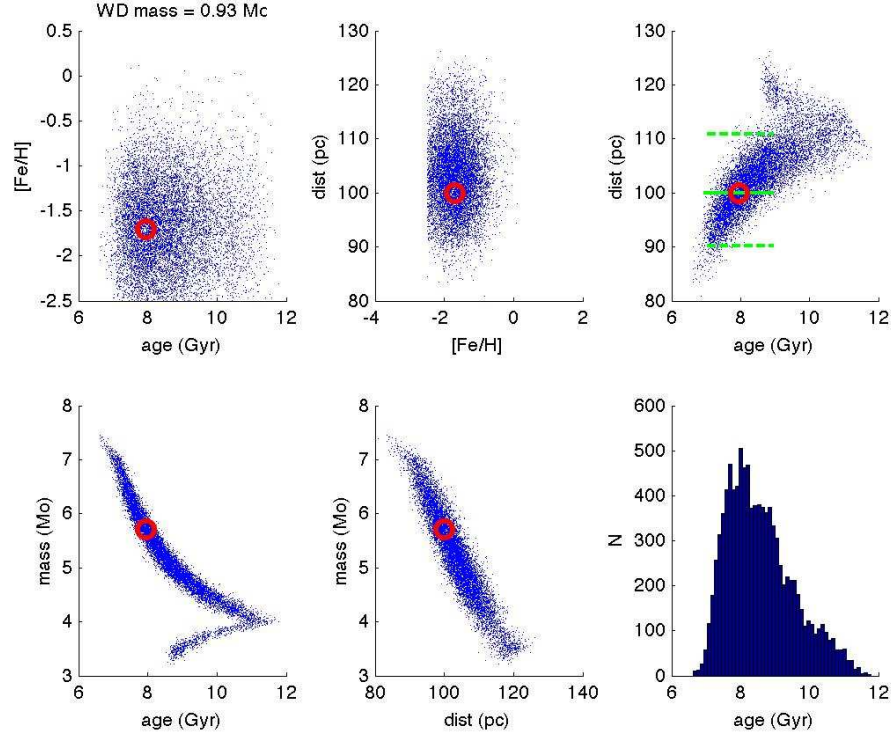 WD mass = 0.93 Mo
0.5
0
-0.5
-1
-1.5
-2
-2.5
[Fe/H]
6 8 10 12
age (Gyr)
130
120
110
100
90
80
dist (pc)
-4 -2 0 2
[Fe/H]
130
120
110
100
90
80
dist (pc)
6 8 10 12
age (Gyr)
8
7
6
5
4
3
mass (Mo)
6 8 10 12
age (Gyr)
8
7
6
5
4
3
mass (Mo)
80 100 120 140
dist (pc)
600
500
400
300
200
100
0
N
6 8 10 12
age (Gyr)